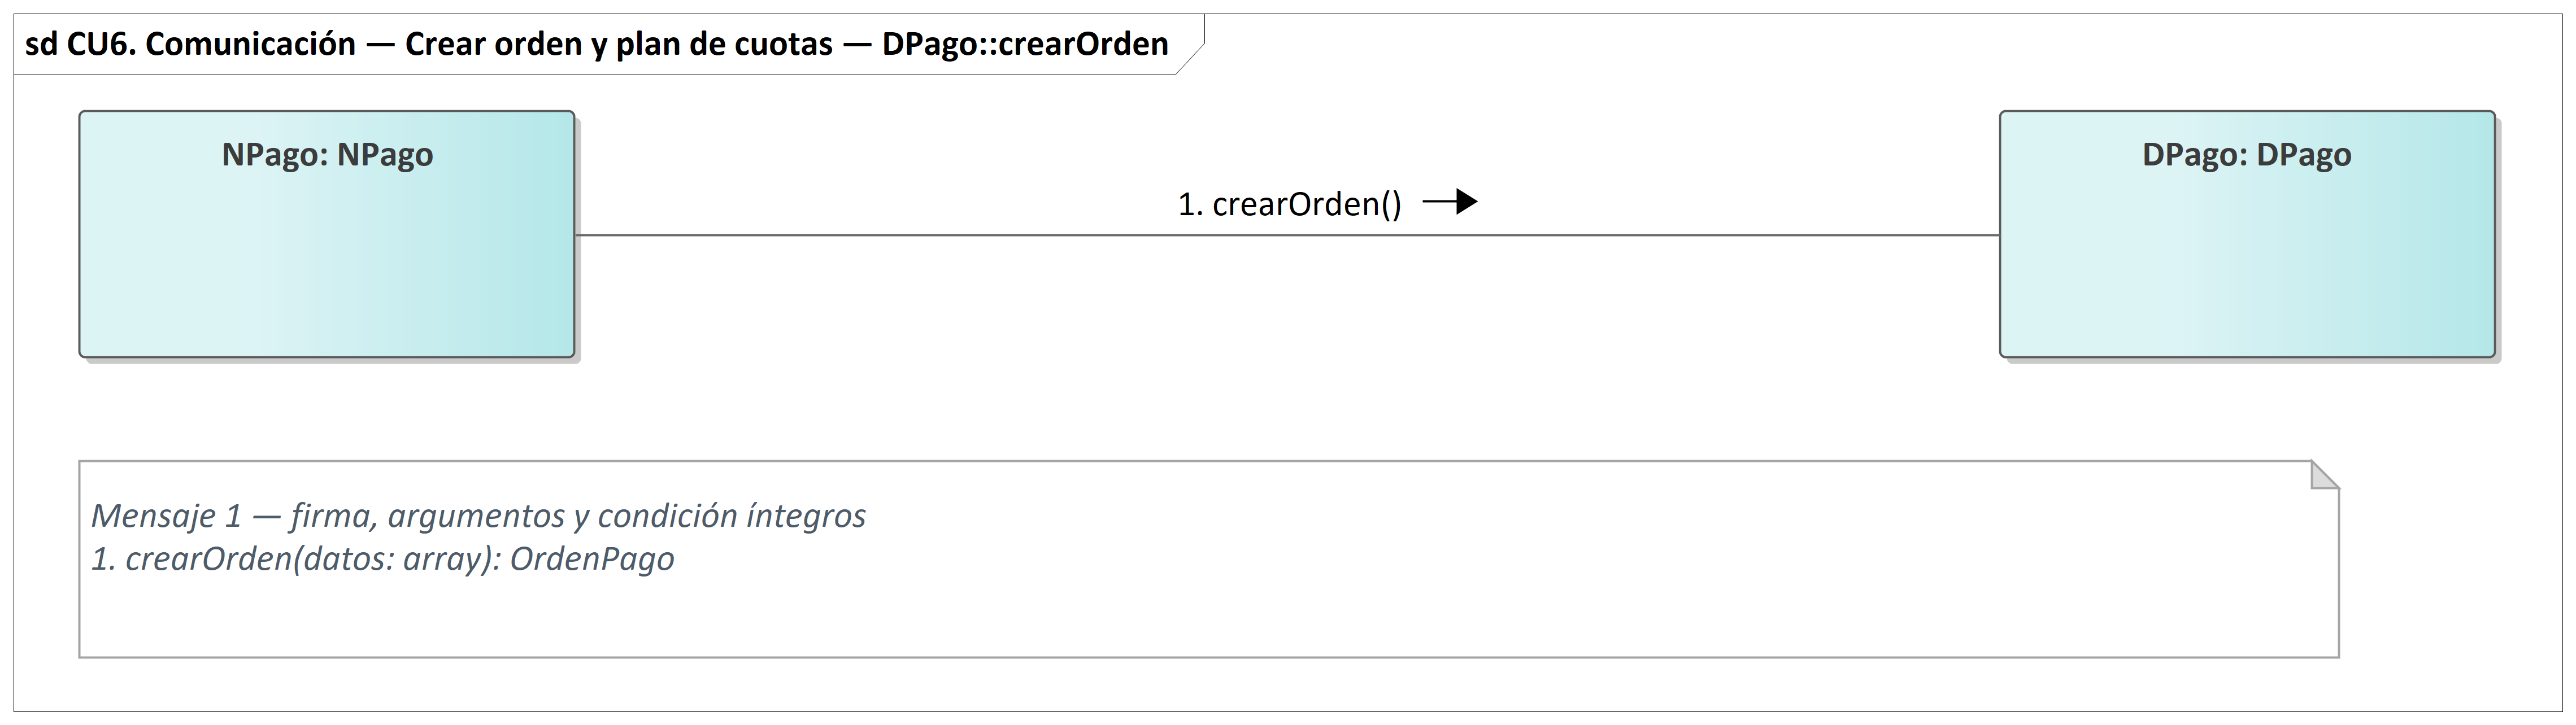 sd CU6. Comunicación — Crear orden y plan de cuotas — DPago::crearOrden
NPago: NPago
DPago: DPago
1. crearOrden()
Mensaje 1 — firma, argumentos y condición íntegros
1. crearOrden(datos: array): OrdenPago